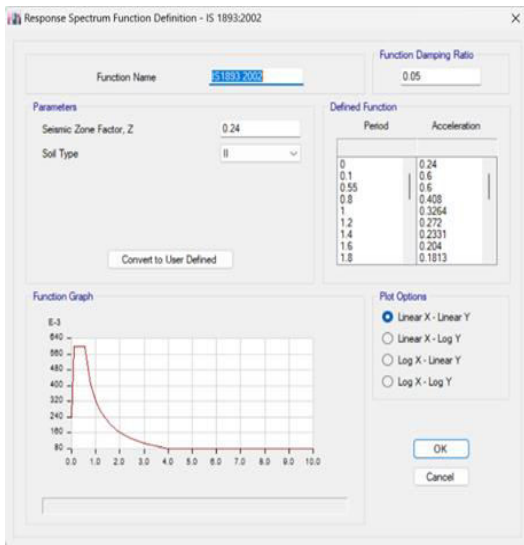 Response Spectrum Function Definition - IS 1893:2002
Function Name
IS1893 2002
Function Damping Ratio
0.05
Parameters
Seismic Zone Factor, Z
0.24
Soil Type
II
Convert to User Defined
Defined Function
Period Acceleration
0 0.24
0.1 0.6
0.55 0.6
0.8 0.408
1 0.3264
1.2 0.272
1.4 0.2331
1.6 0.204
1.8 0.1813
Function Graph
E-3
640
560
480
400
320
240
160
80
0.0 1.0 2.0 3.0 4.0 5.0 6.0 7.0 8.0 9.0 10.0
Plot Options
Linear X - Linear Y
Linear X - Log Y
Log X - Linear Y
Log X - Log Y
OK
Cancel